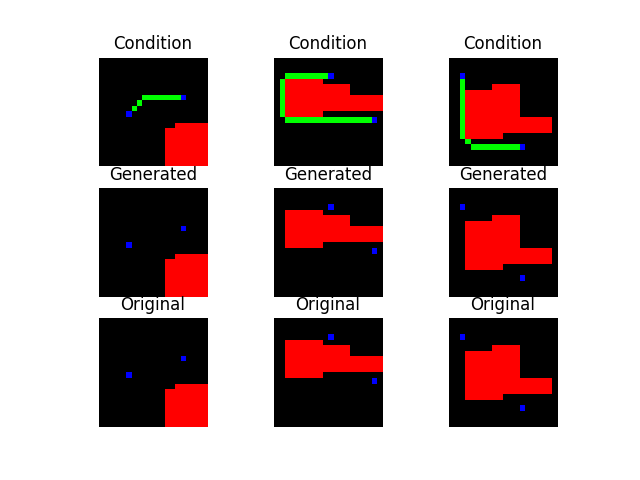 Condition
Condition
Condition
Generated
Generated
Generated
Original
Original
Original